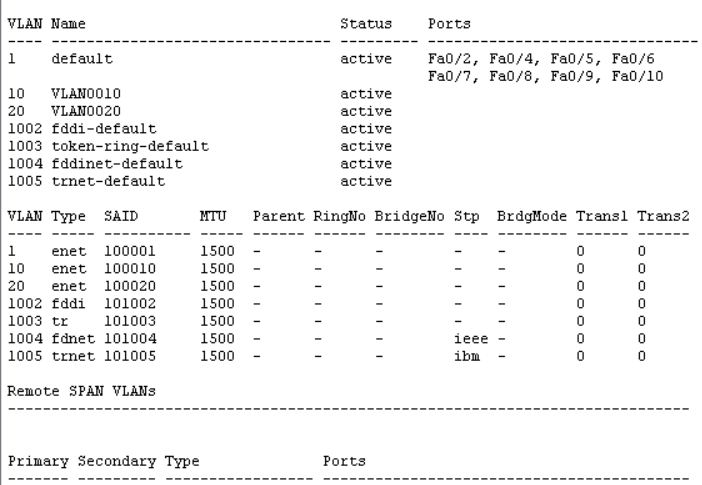 VLAN Name                             Status    Ports
---- -------------------------------- --------- -------------------------------
1    default                          active    Fa0/2, Fa0/4, Fa0/5, Fa0/6
                                                Fa0/7, Fa0/8, Fa0/9, Fa0/10
10   VLAN0010                         active
20   VLAN0020                         active
1002 fddi-default                     active
1003 token-ring-default               active
1004 fddinet-default                  active
1005 trnet-default                    active
VLAN Type  SAID       MTU   Parent RingNo BridgeNo Stp  BrdgMode Trans1 Trans2
---- ----- ---------- ----- ------ ------ -------- ---- -------- ------ ------
1    enet  100001     1500  -      -      -        -    -        0      0
10   enet  100010     1500  -      -      -        -    -        0      0
20   enet  100020     1500  -      -      -        -    -        0      0
1002 fddi  101002     1500  -      -      -        -    -        0      0
1003 tr    101003     1500  -      -      -        -    -        0      0
1004 fdnet 101004     1500  -      -      -        ieee -        0      0
1005 trnet 101005     1500  -      -      -        ibm  -        0      0
Remote SPAN VLANs
------------------------------------------------------------------------------
Primary Secondary Type              Ports
------- --------- ----------------- ------------------------------------------